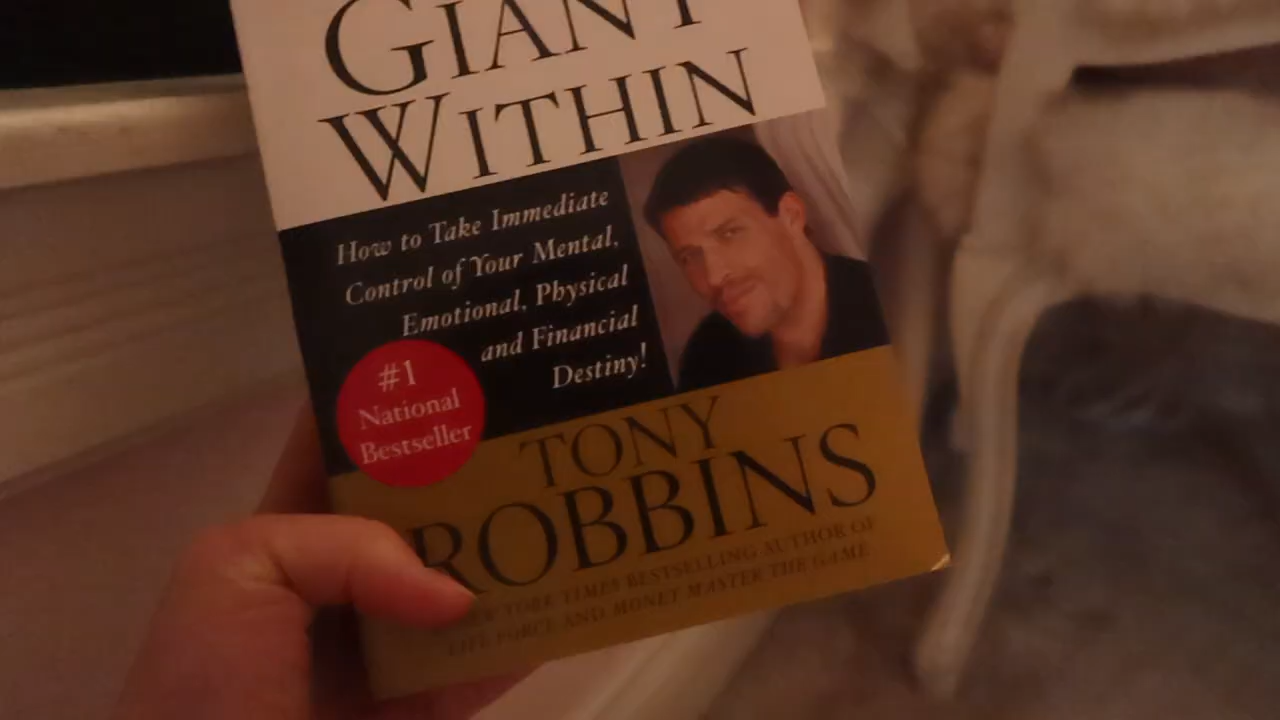 GIANT
WITHIN
How to Take Immediate
Control of Your Mental,
Emotional, Physical
and Financial
Destiny!
#1
National
Bestseller
TONY
ROBBINS
YORK TIMES BESTSELLING AUTHOR OF
LIFE FORCE AND MONEY MASTER THE GAME